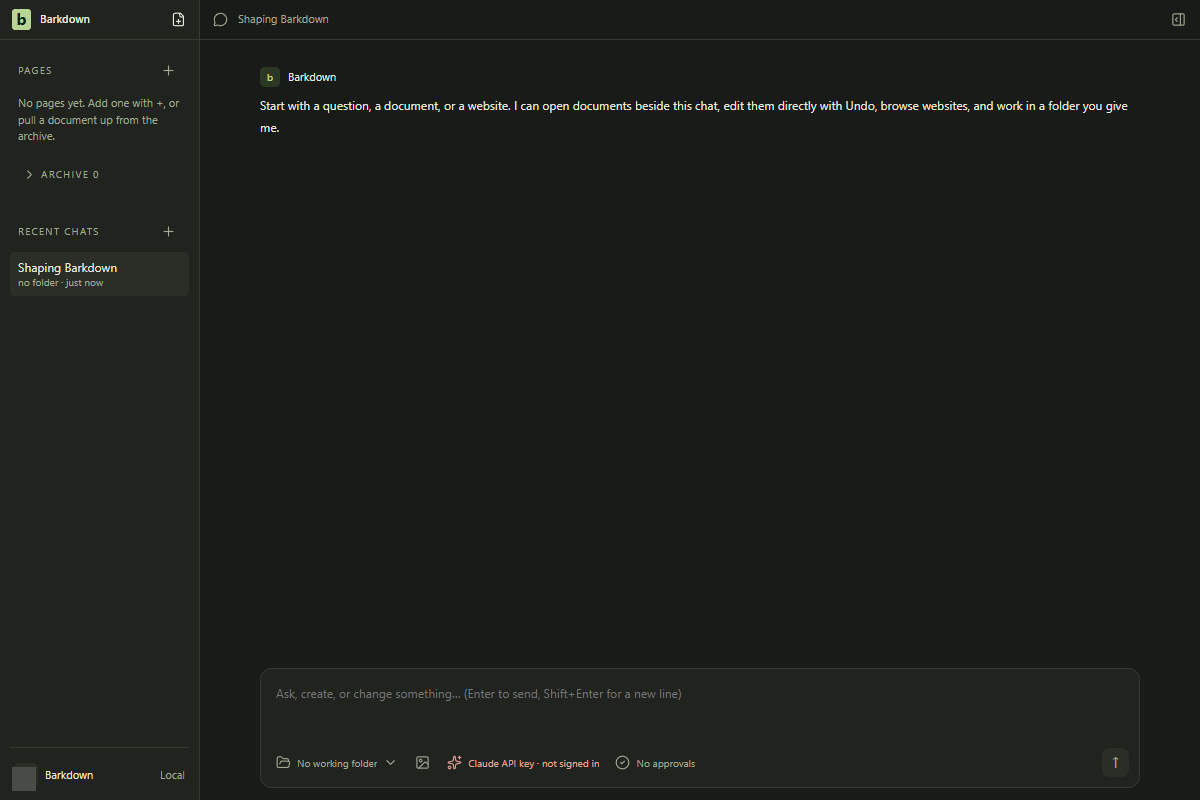 b Barkdown
Shaping Barkdown
PAGES
No pages yet. Add one with +, or
pull a document up from the
archive.
ARCHIVE 0
RECENT CHATS
Shaping Barkdown
no folder · just now
b Barkdown
Start with a question, a document, or a website. I can open documents beside this chat, edit them directly with Undo, browse websites, and work in a folder you give
me.
Ask, create, or change something... (Enter to send, Shift+Enter for a new line)
No working folder
Claude API key · not signed in
No approvals
Barkdown
Local